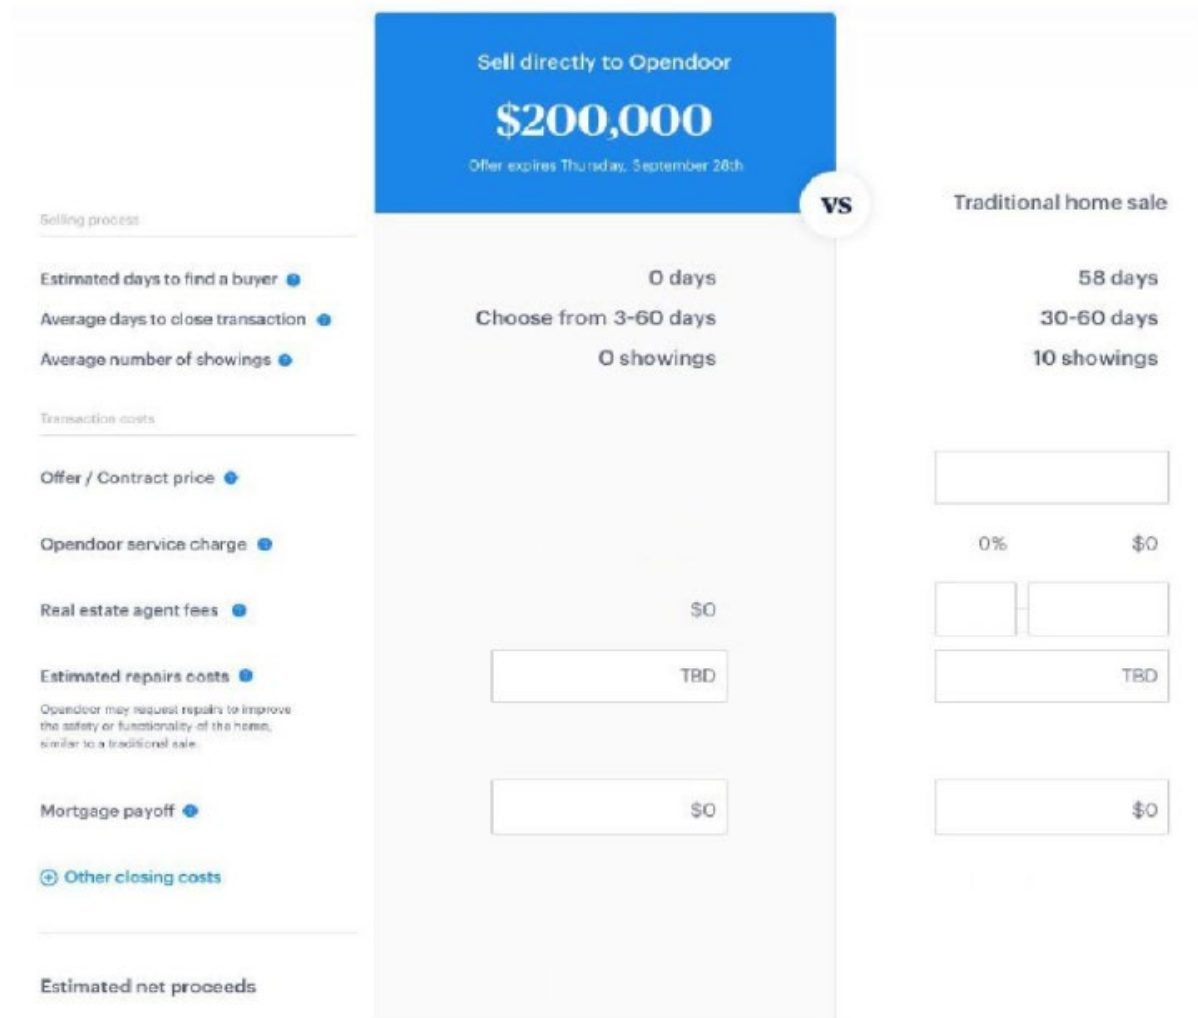 Sell directly to Opendoor
$200,000
Offer expires Thursday, September 28th
vs
Traditional home sale
Selling process
Estimated days to find a buyer 0 days 58 days
Average days to close transaction Choose from 3-60 days 30-60 days
Average number of showings 0 showings 10 showings
Transaction costs
Offer / Contract price
Opendoor service charge 0% $0
Real estate agent fees $0
Estimated repairs costs TBD TBD
Opendoor may request repairs to improve
the safety or functionality of the home,
similar to a traditional sale.
Mortgage payoff $0 $0
Other closing costs
Estimated net proceeds